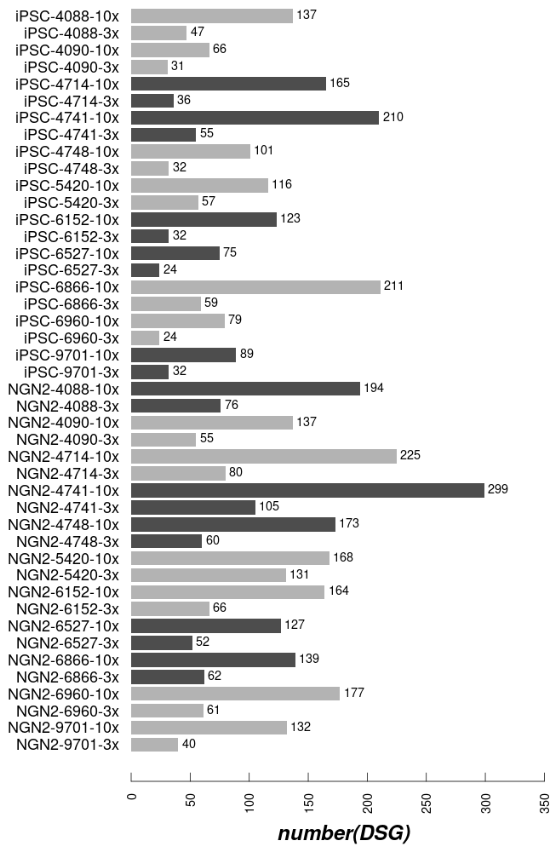 iPSC-4088-10x 137
iPSC-4088-3x 47
iPSC-4090-10x 66
iPSC-4090-3x 31
iPSC-4714-10x 165
iPSC-4714-3x 36
iPSC-4741-10x 210
iPSC-4741-3x 55
iPSC-4748-10x 101
iPSC-4748-3x 32
iPSC-5420-10x 116
iPSC-5420-3x 57
iPSC-6152-10x 123
iPSC-6152-3x 32
iPSC-6527-10x 75
iPSC-6527-3x 24
iPSC-6866-10x 211
iPSC-6866-3x 59
iPSC-6960-10x 79
iPSC-6960-3x 24
iPSC-9701-10x 89
iPSC-9701-3x 32
NGN2-4088-10x 194
NGN2-4088-3x 76
NGN2-4090-10x 137
NGN2-4090-3x 55
NGN2-4714-10x 225
NGN2-4714-3x 80
NGN2-4741-10x 299
NGN2-4741-3x 105
NGN2-4748-10x 173
NGN2-4748-3x 60
NGN2-5420-10x 168
NGN2-5420-3x 131
NGN2-6152-10x 164
NGN2-6152-3x 66
NGN2-6527-10x 127
NGN2-6527-3x 52
NGN2-6866-10x 139
NGN2-6866-3x 62
NGN2-6960-10x 177
NGN2-6960-3x 61
NGN2-9701-10x 132
NGN2-9701-3x 40
0 50 100 150 200 250 300 350
number(DSG)